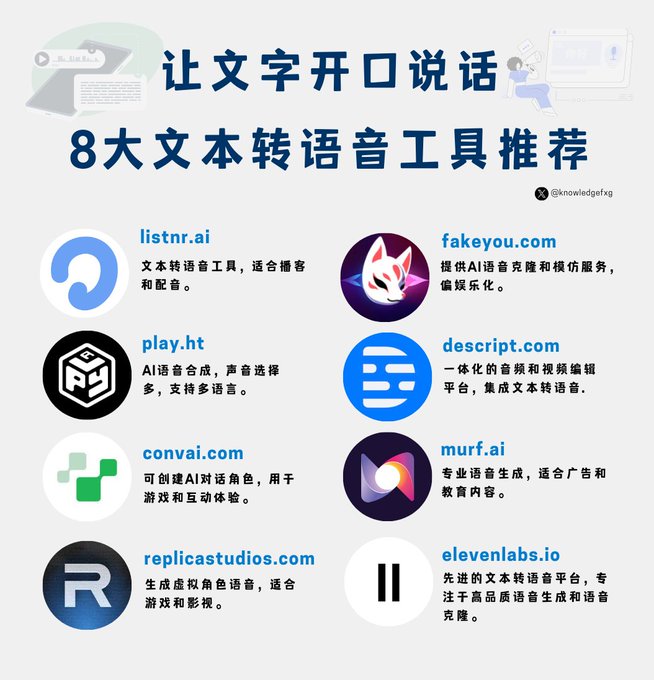 让文字开口说话
8大文本转语音工具推荐
@knowledgefxg
listnr.ai
文本转语音工具，适合播客
和配音。
fakeyou.com
提供AI语音克隆和模仿服务，
偏娱乐化。
play.ht
AI语音合成，声音选择
多，支持多语言。
descript.com
一体化的音频和视频编辑
平台，集成文本转语音.
convai.com
可创建AI对话角色，用于
游戏和互动体验。
murf.ai
专业语音生成，适合广告和
教育内容。
replicastudios.com
生成虚拟角色语音，适合
游戏和影视。
elevenlabs.io
先进的文本转语音平台，专
注于高品质语音生成和语音
克隆。